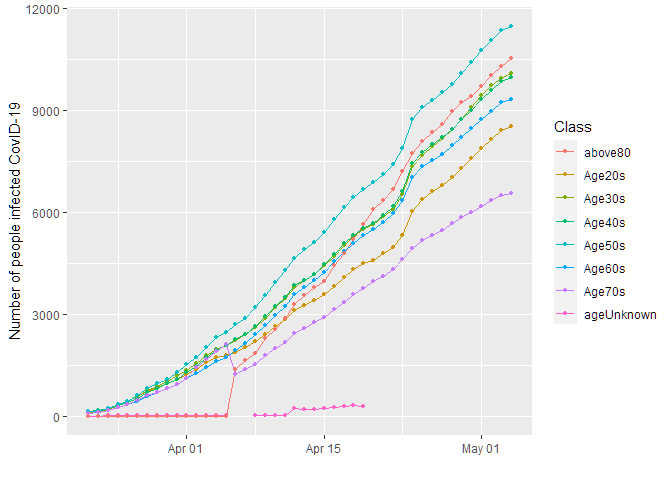 12000
9000
6000
3000
0
Number of people infected CovID-19
Apr 01
Apr 15
May 01
Class
above80
Age20s
Age30s
Age40s
Age50s
Age60s
Age70s
ageUnknown